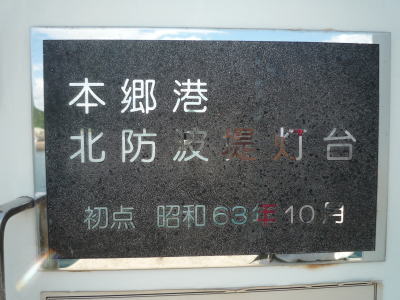 本郷港
北防波堤灯台
初点 昭和63年10月